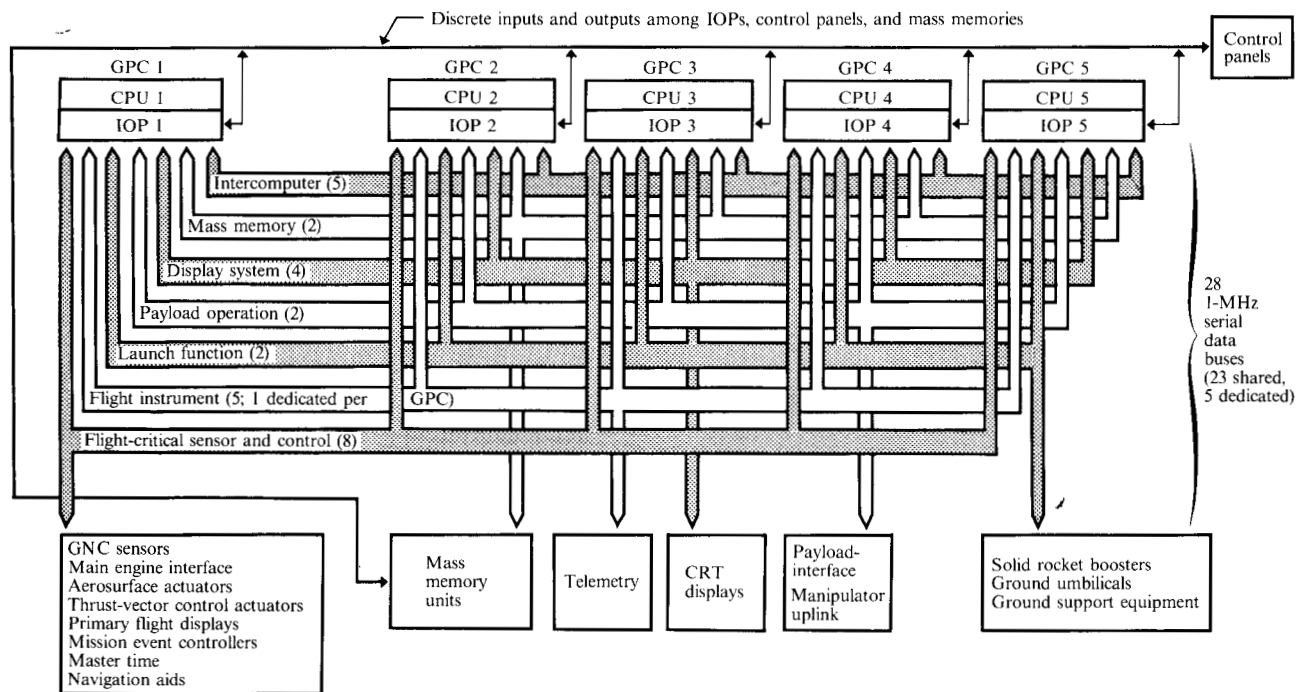 Discrete inputs and outputs among IOPs, control panels, and mass memories
Control
panels
GPC 1
GPC 2
GPC 3
GPC 4
GPC 5
CPU 1
CPU 2
CPU 3
CPU 4
CPU 5
IOP 1
IOP 2
IOP 3
IOP 4
IOP 5
Intercomputer (5)
Mass memory (2)
Display system (4)
Payload operation (2)
Launch function (2)
Flight instrument (5; 1 dedicated per GPC)
Flight-critical sensor and control (8)
28
1-MHz
serial
data
buses
(23 shared,
5 dedicated)
GNC sensors
Main engine interface
Aerosurface actuators
Thrust-vector control actuators
Primary flight displays
Mission event controllers
Master time
Navigation aids
Mass
memory
units
Telemetry
CRT
displays
Payload-
interface
Manipulator
uplink
Solid rocket boosters
Ground umbilicals
Ground support equipment